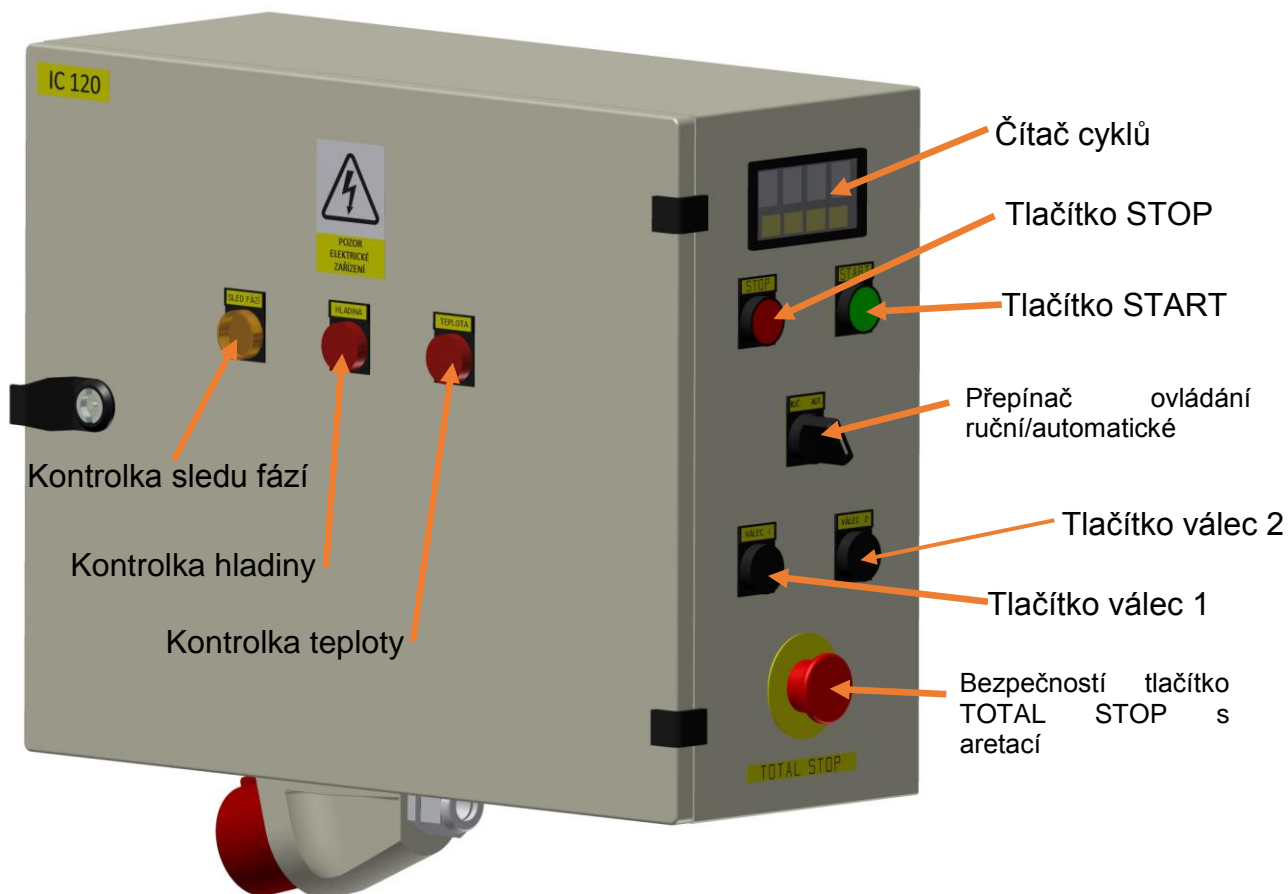 IC 120
POZOR
ELEKTRICKÉ
ZAŘÍZENÍ
SLED FÁZÍ
HLADINA
TEPLOTA
Kontrolka sledu fází
Kontrolka hladiny
Kontrolka teploty
STOP
START
RUČ. AUT.
VÁLEC 1
VÁLEC 2
TOTAL STOP
Čítač cyklů
Tlačítko STOP
Tlačítko START
Přepínač ovládání
ruční/automatické
Tlačítko válec 2
Tlačítko válec 1
Bezpečností tlačítko
TOTAL STOP s
aretací